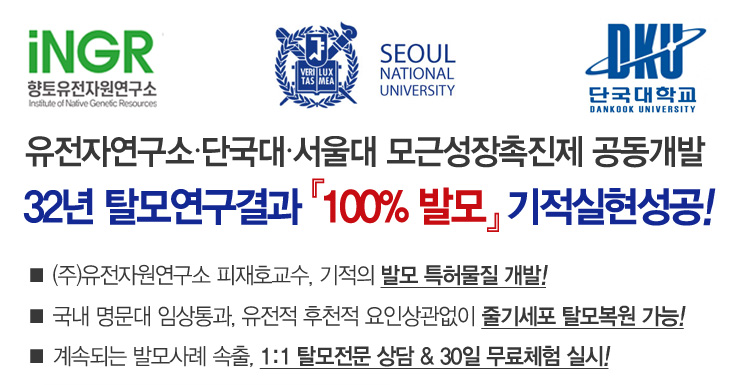 iNGR
향토유전자원연구소
Institute of Native Genetic Resources
VERI LUX
TAS MEA
SEOUL
NATIONAL
UNIVERSITY
DKU
단국대학교
DANKOOK UNIVERSITY
유전자연구소·단국대·서울대 모근성장촉진제 공동개발
32년 탈모연구결과『100% 발모』기적실현성공!
■ (주)유전자원연구소 피재호교수, 기적의 발모 특허물질 개발!
■ 국내 명문대 임상통과, 유전적 후천적 요인상관없이 줄기세포 탈모복원 가능!
■ 계속되는 발모사례 속출, 1:1 탈모전문 상담 & 30일 무료체험 실시!